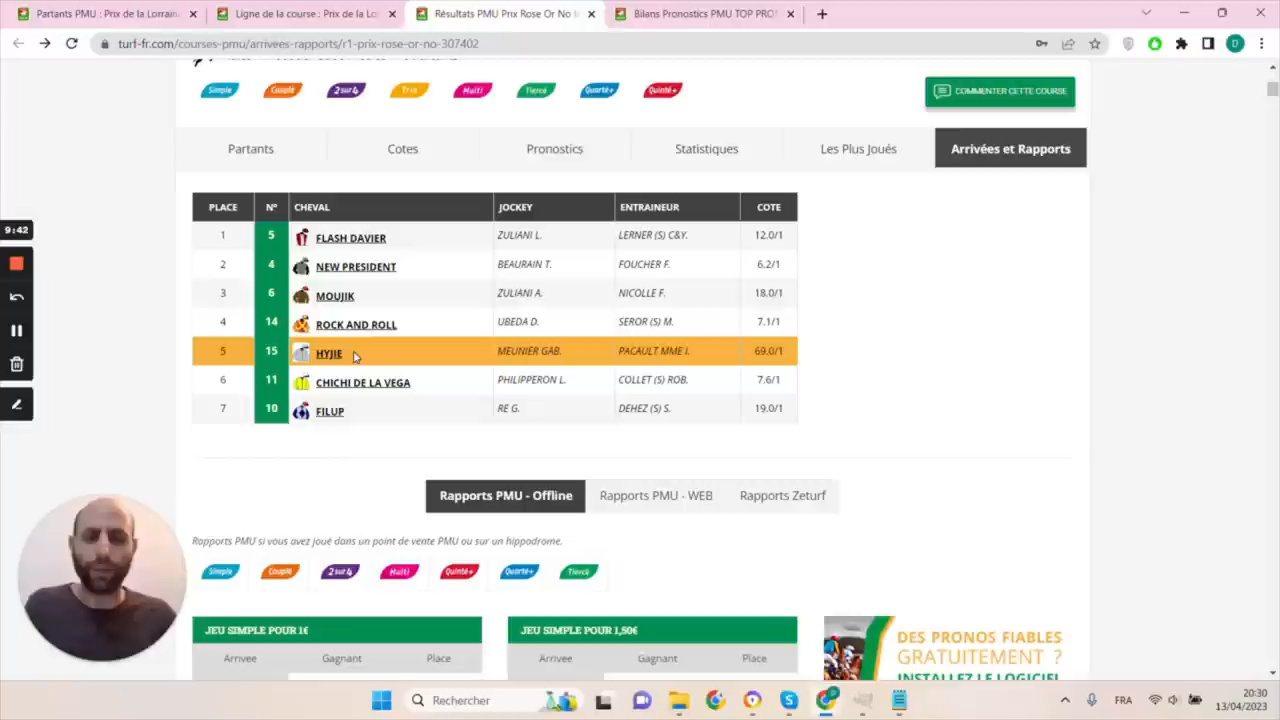 Partants PMU : Prix de la Lorrain
Ligne de la course : Prix de la Lo
Résultats PMU Prix Rose Or No
Bilans Pronostics PMU TOP PRO
turf-fr.com/courses-pmu/arrivees-rapports/r1-prix-rose-or-no-307402
Simple Couplé 2sur4 Trio Multi Tiercé Quarté+ Quinté+
COMMENTER CETTE COURSE
Partants Cotes Pronostics Statistiques Les Plus Joués Arrivées et Rapports
PLACE N° CHEVAL JOCKEY ENTRAINEUR COTE
1 5 FLASH DAVIER ZULIANI L. LERNER (S) C&Y. 12.0/1
2 4 NEW PRESIDENT BEAURAIN T. FOUCHER F. 6.2/1
3 6 MOUJIK ZULIANI A. NICOLLE F. 18.0/1
4 14 ROCK AND ROLL UBEDA D. SEROR (S) M. 7.1/1
5 15 HYJIE MEUNIER GAB. PACAULT MME I. 69.0/1
6 11 CHICHI DE LA VEGA PHILIPPERON L. COLLET (S) ROB. 7.6/1
7 10 FILUP RE G. DEHEZ (S) S. 19.0/1
9:42
Rapports PMU - Offline Rapports PMU - WEB Rapports Zeturf
Rapports PMU si vous avez joué dans un point de vente PMU ou sur un hippodrome.
Simple Couplé 2sur4 Multi Quinté+ Quarté+ Tiercé
JEU SIMPLE POUR 1€ JEU SIMPLE POUR 1,50€
Arrivee Gagnant Place Arrivee Gagnant Place
DES PRONOS FIABLES
GRATUITEMENT ?
INSTALLEZ LE LOGICIEL
Rechercher
FRA
20:30
13/04/2023